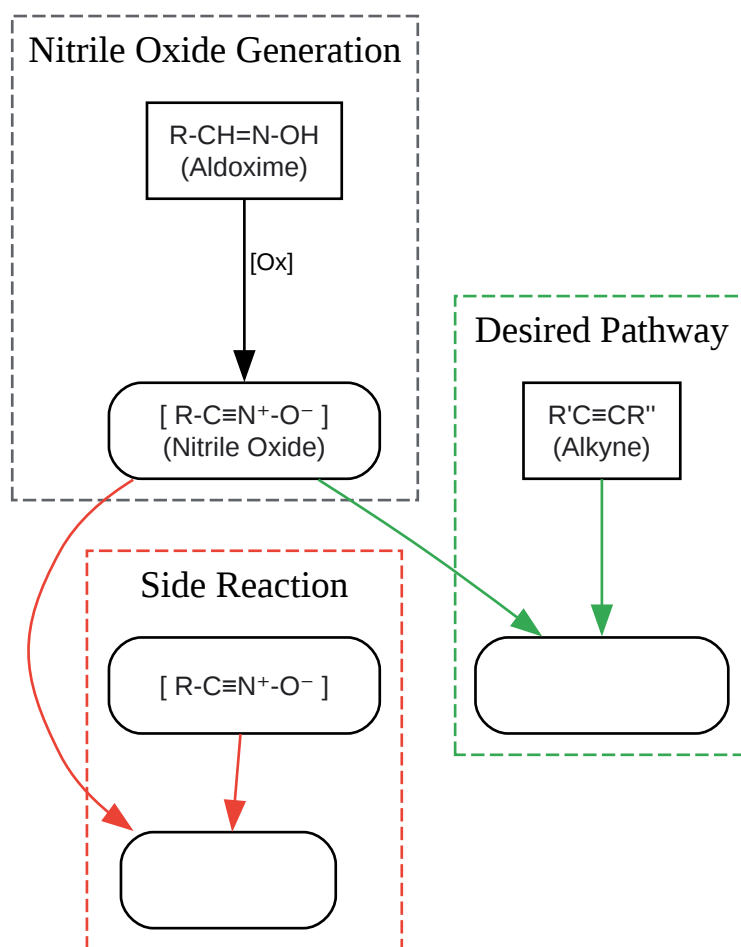 Nitrile Oxide Generation
R-CH=N-OH
(Aldoxime)
[Ox]
[ R-C≡N⁺-O⁻ ]
(Nitrile Oxide)
Desired Pathway
R'C≡CR''
(Alkyne)
Side Reaction
[ R-C≡N⁺-O⁻ ]